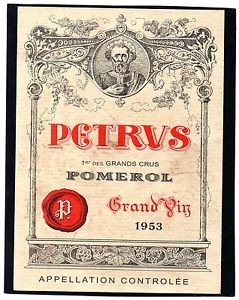 PETRVS
1er DES GRANDS CRUS
POMEROL
Grand Vin
P.
1953
APPELLATION CONTROLÉE